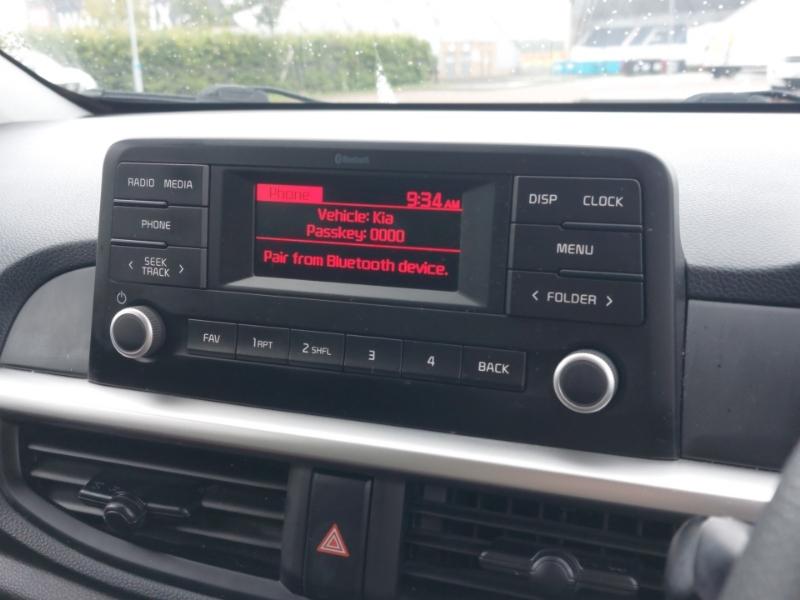 Bluetooth
RADIO MEDIA
PHONE
< SEEK >
TRACK
Phone 9:34 AM
Vehicle: Kia
Passkey: 0000
Pair from Bluetooth device.
DISP CLOCK
MENU
< FOLDER >
FAV 1 RPT 2 SHFL 3 4 BACK